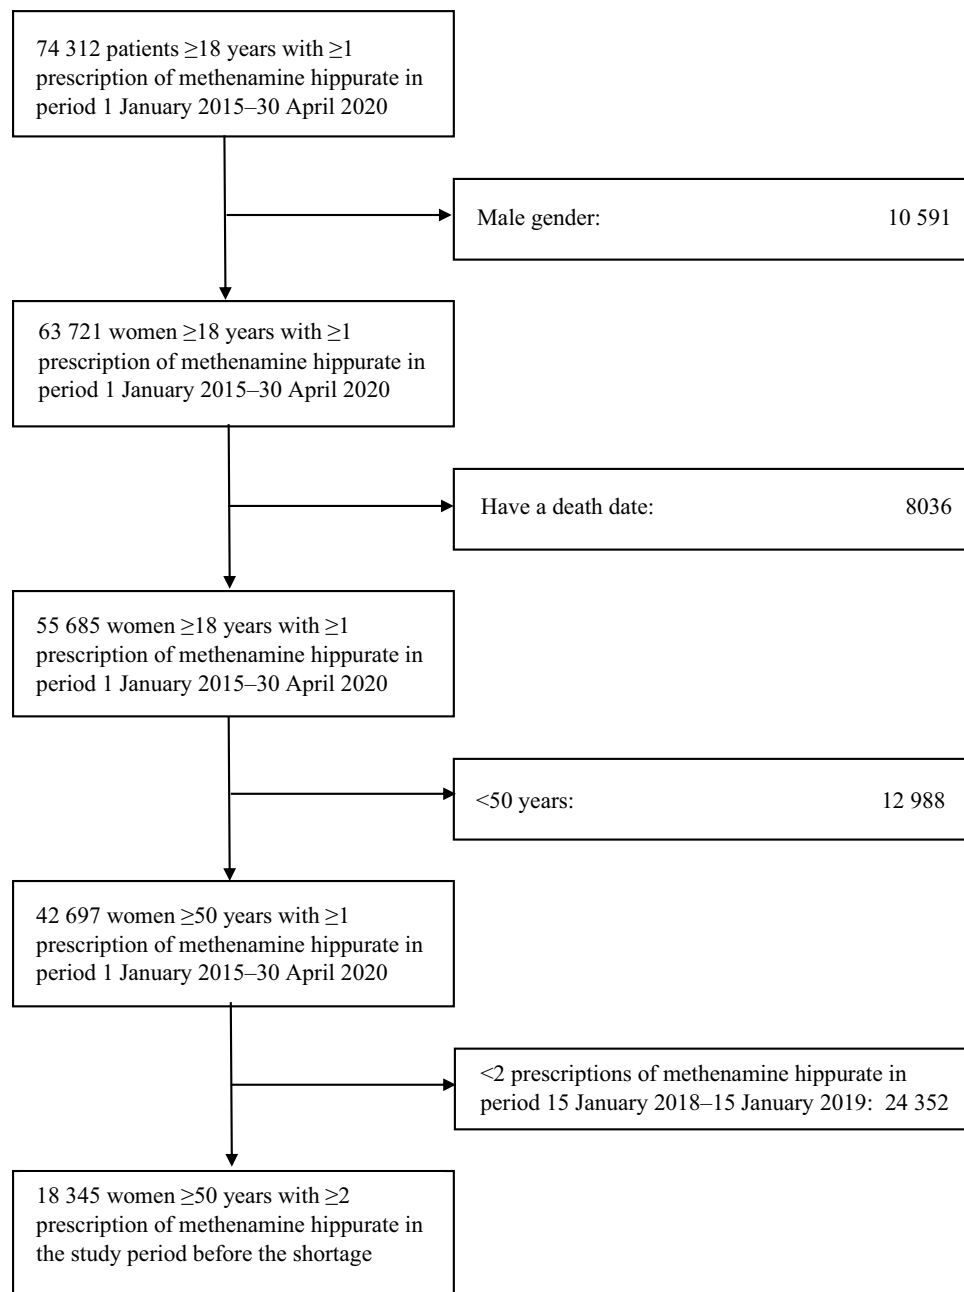 74 312 patients ≥18 years with ≥1
prescription of methenamine hippurate in
period 1 January 2015–30 April 2020
Male gender: 10 591
63 721 women ≥18 years with ≥1
prescription of methenamine hippurate in
period 1 January 2015–30 April 2020
Have a death date: 8036
55 685 women ≥18 years with ≥1
prescription of methenamine hippurate in
period 1 January 2015–30 April 2020
<50 years: 12 988
42 697 women ≥50 years with ≥1
prescription of methenamine hippurate in
period 1 January 2015–30 April 2020
<2 prescriptions of methenamine hippurate in
period 15 January 2018–15 January 2019: 24 352
18 345 women ≥50 years with ≥2
prescription of methenamine hippurate in
the study period before the shortage